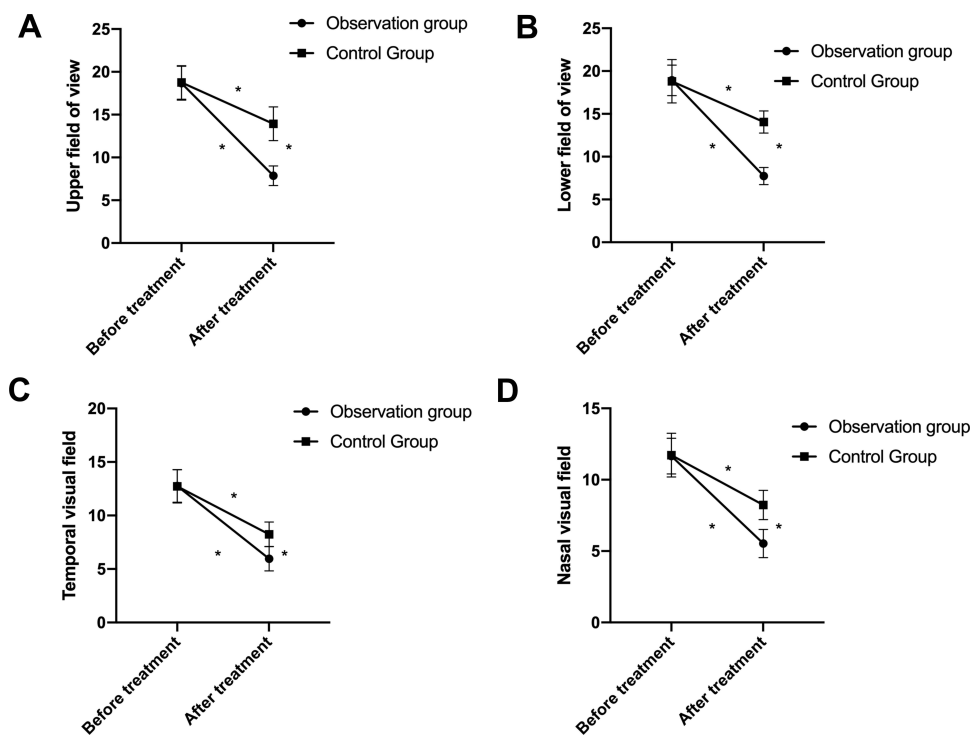 A
Observation group
Control Group
Upper field of view
25
20
15
10
5
0
*
*
*
Before treatment
After treatment
B
Observation group
Control Group
Lower field of view
25
20
15
10
5
0
*
*
*
Before treatment
After treatment
C
Observation group
Control Group
Temporal visual field
20
15
10
5
0
*
*
*
Before treatment
After treatment
D
Observation group
Control Group
Nasal visual field
15
10
5
0
*
*
*
Before treatment
After treatment